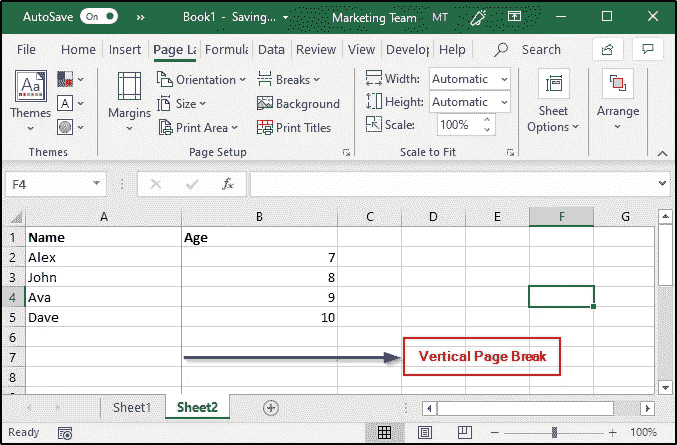 AutoSave On Book1 - Saving... Marketing Team MT
File Home Insert Page La Formula Data Review View Develop Help Search
Themes
Aa
A
Margins
Orientation
Size
Print Area
Breaks
Background
Print Titles
Width: Automatic
Height: Automatic
Scale: 100%
Sheet
Options
Arrange
Themes Page Setup Scale to Fit
F4 fx
A B C D E F G
1 Name Age
2 Alex 7
3 John 8
4 Ava 9
5 Dave 10
6
7 Vertical Page Break
8
Sheet1 Sheet2
Ready 100%